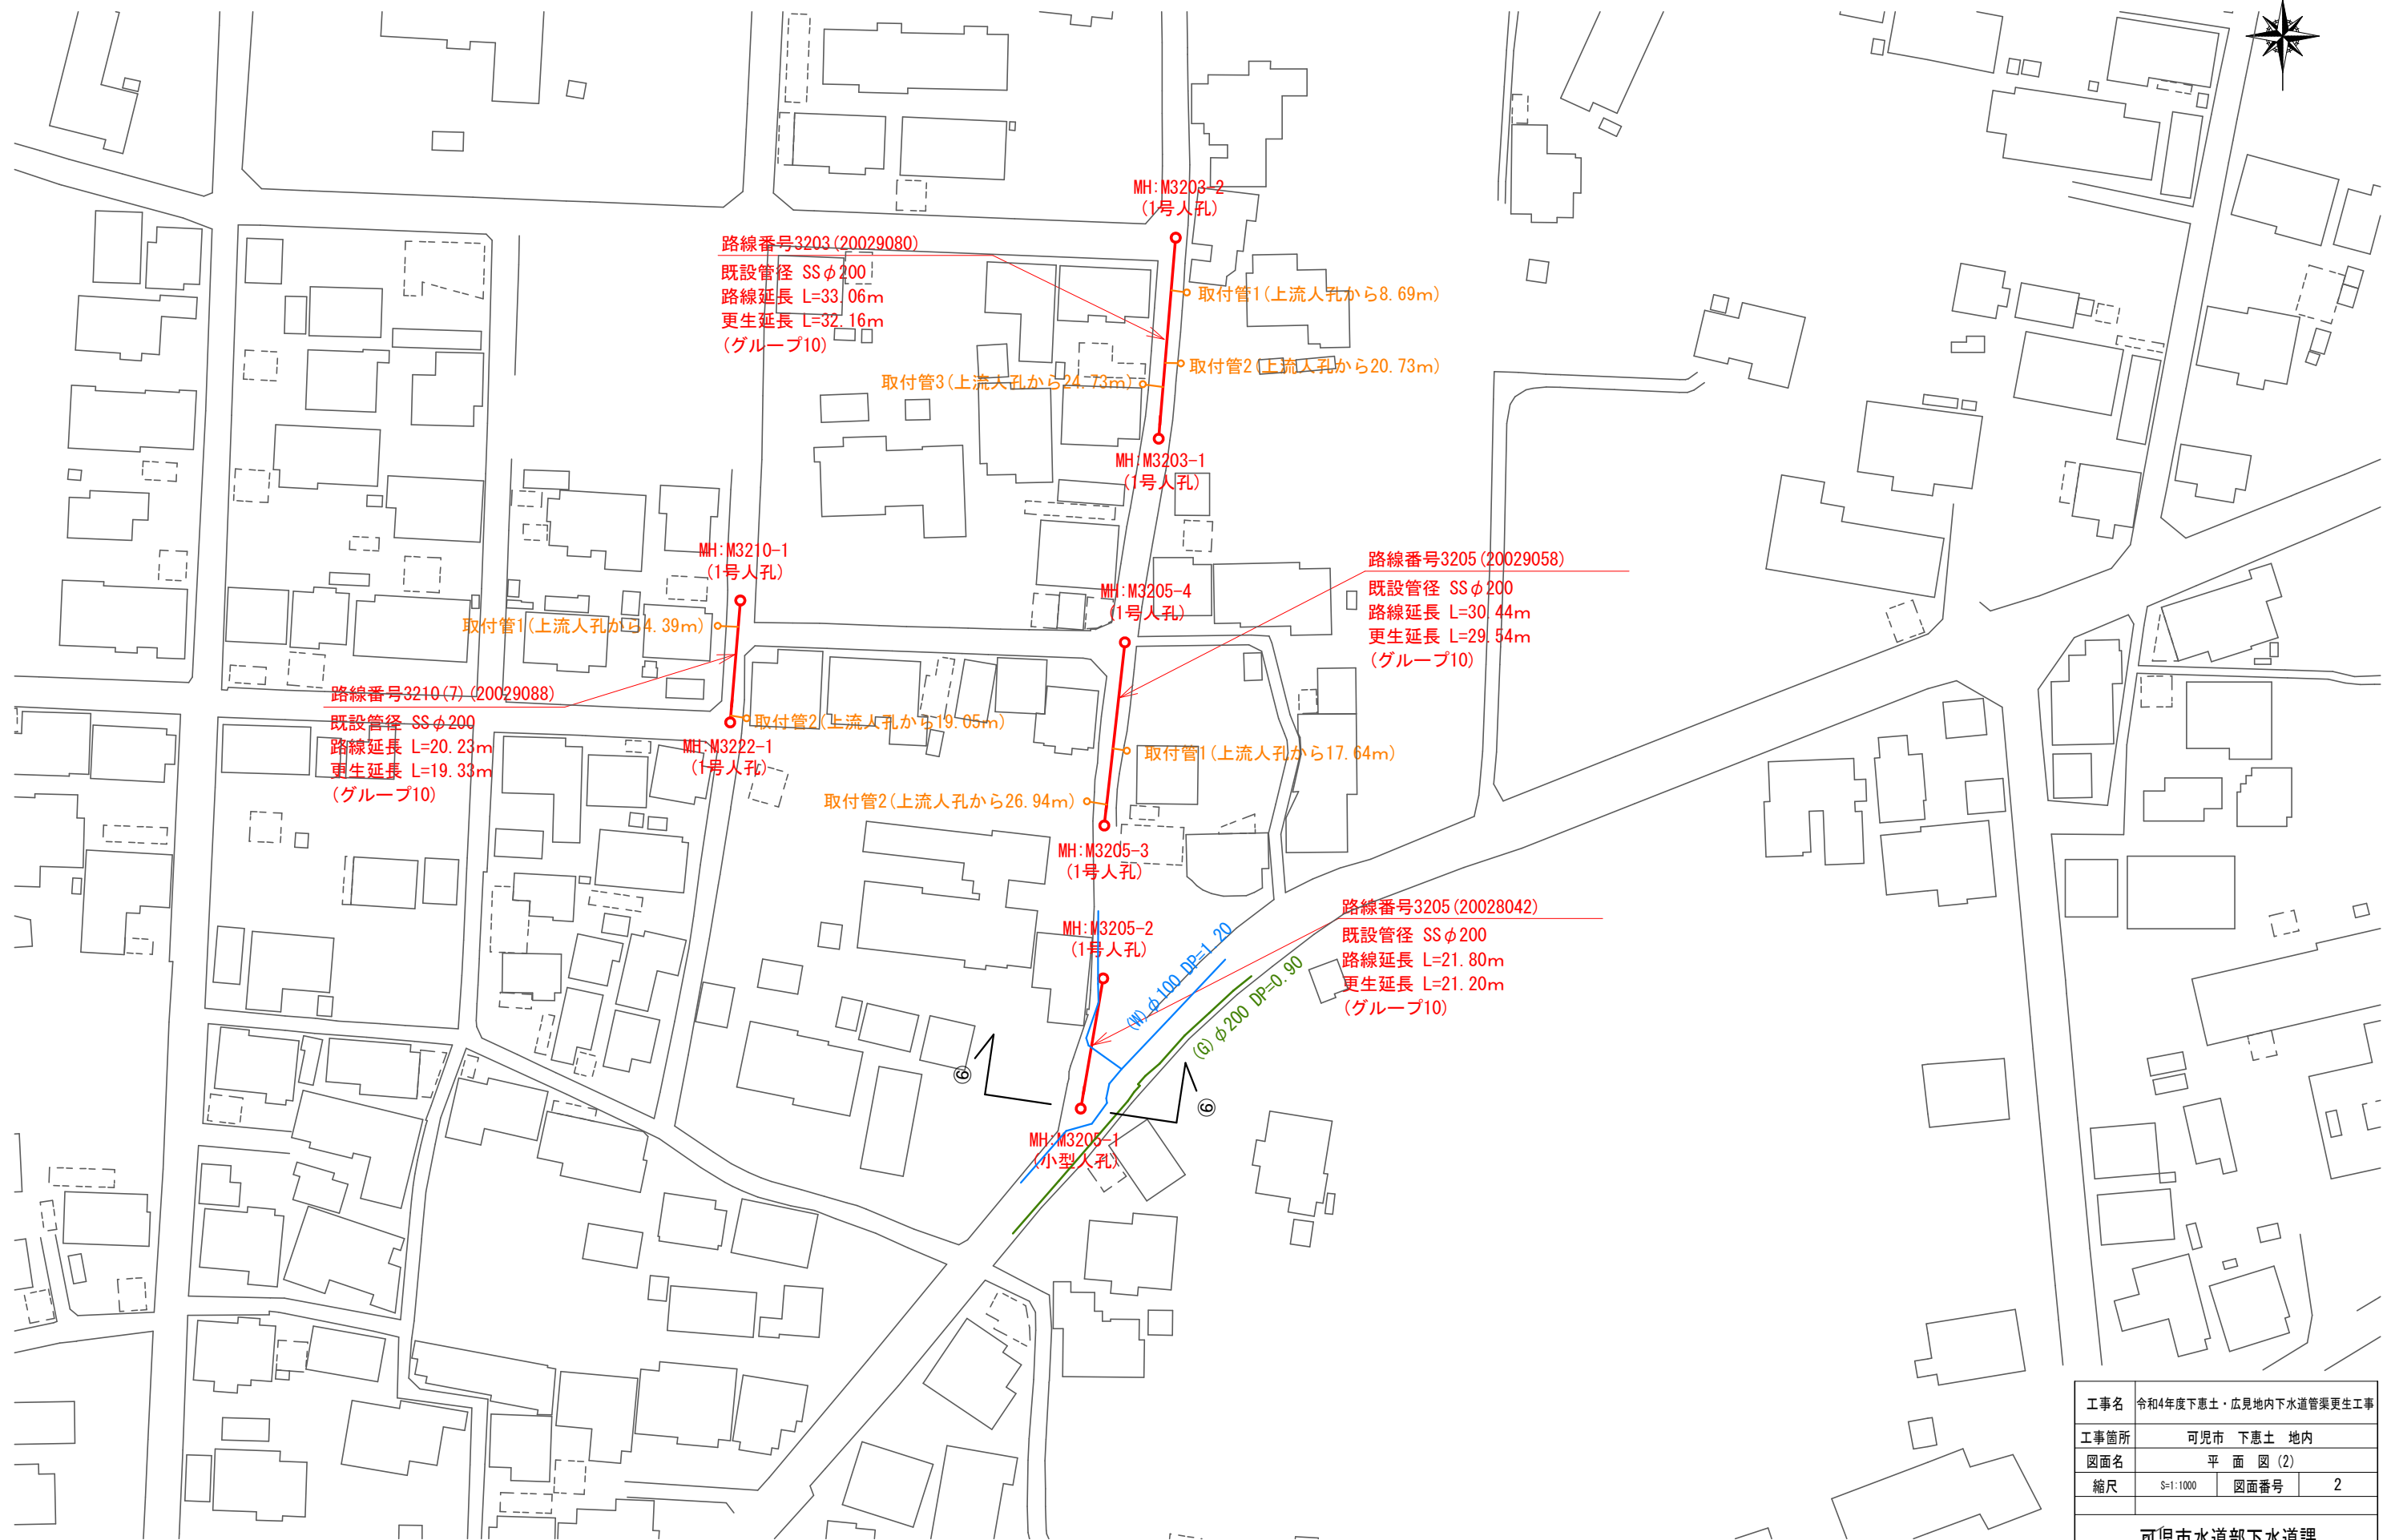 MH:M3203-2
(1号人孔)
路線番号3203(20029080)
既設管径 SSφ200
路線延長 L=33.06m
更生延長 L=32.16m
(グループ10)
取付管1(上流人孔から8.69m)
取付管2(上流人孔から20.73m)
取付管3(上流人孔から24.73m)
MH:M3203-1
(1号人孔)
MH:M3210-1
(1号人孔)
取付管1(上流人孔から4.39m)
路線番号3210(7)(20029088)
既設管径 SSφ200
路線延長 L=20.23m
更生延長 L=19.33m
(グループ10)
取付管2(上流人孔から19.05m)
MH:M3222-1
(1号人孔)
MH:M3205-4
(1号人孔)
路線番号3205(20029058)
既設管径 SSφ200
路線延長 L=30.44m
更生延長 L=29.54m
(グループ10)
取付管1(上流人孔から17.64m)
取付管2(上流人孔から26.94m)
MH:M3205-3
(1号人孔)
MH:M3205-2
(1号人孔)
路線番号3205(20028042)
既設管径 SSφ200
路線延長 L=21.80m
更生延長 L=21.20m
(グループ10)
(W)φ100 DP=1.20
(G)φ200 DP=0.90
⑥
⑥
MH:M3205-1
(小型人孔)
工事名 令和4年度下恵土・広見地内下水道管渠更生工事
工事箇所 可児市 下恵土 地内
図面名 平 面 図(2)
縮尺 S=1:1000 図面番号 2
可児市水道部下水道課